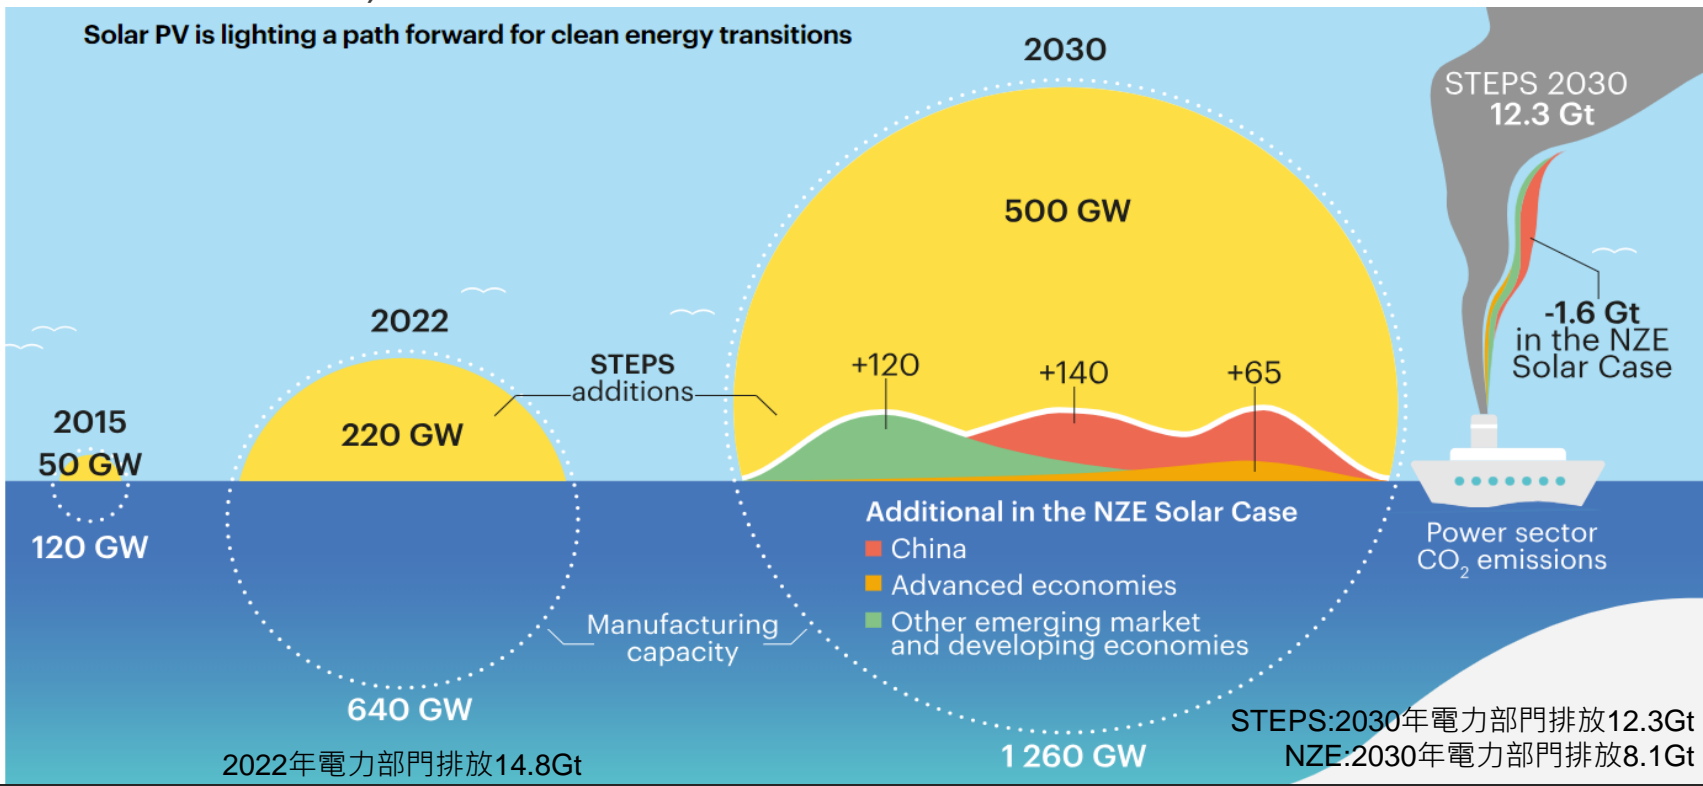 Solar PV is lighting a path forward for clean energy transitions
2030
STEPS 2030
12.3 Gt
500 GW
2022
-1.6 Gt
in the NZE
Solar Case
STEPS
additions
+120
+140
+65
2015
50 GW
220 GW
120 GW
Additional in the NZE Solar Case
China
Advanced economies
Other emerging market
and developing economies
Power sector
CO2 emissions
Manufacturing
capacity
640 GW
1 260 GW
2022年電力部門排放14.8Gt
STEPS:2030年電力部門排放12.3Gt
NZE:2030年電力部門排放8.1Gt